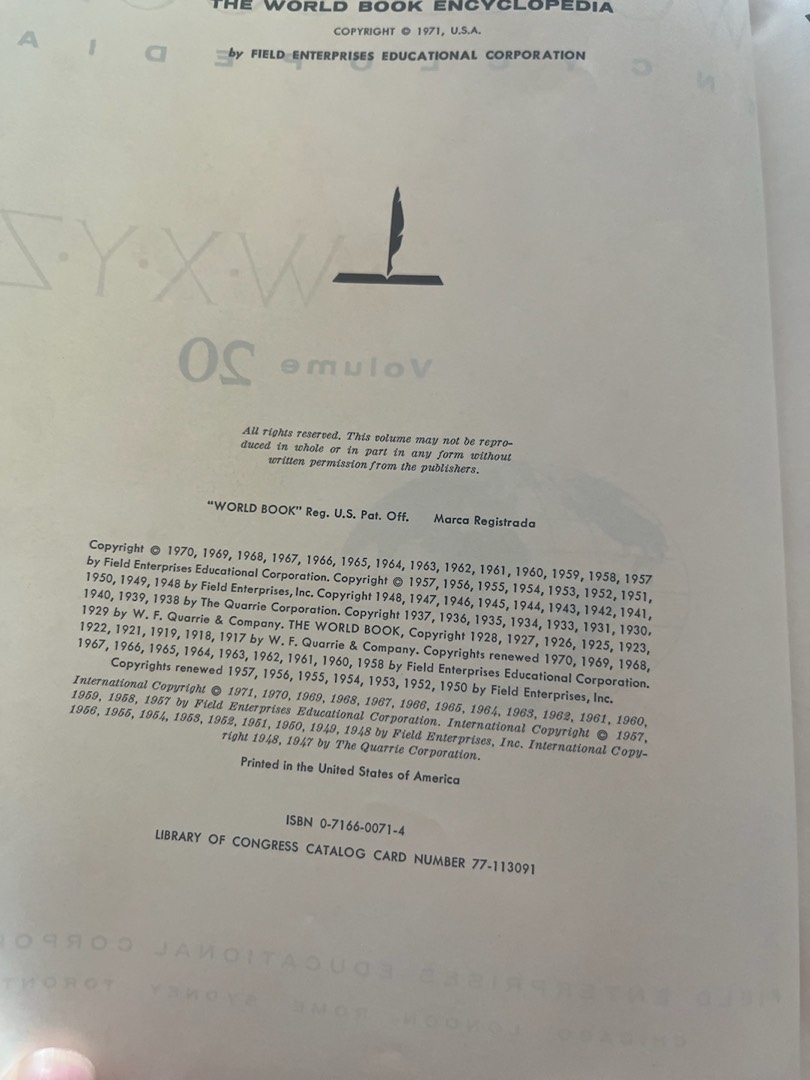 THE WORLD BOOK ENCYCLOPEDIA
COPYRIGHT © 1971, U.S.A.
by FIELD ENTERPRISES EDUCATIONAL CORPORATION
W·X·Y·Z
Volume 20
All rights reserved. This volume may not be repro-
duced in whole or in part in any form without
written permission from the publishers.
"WORLD BOOK" Reg. U.S. Pat. Off. Marca Registrada
Copyright © 1970, 1969, 1968, 1967, 1966, 1965, 1964, 1963, 1962, 1961, 1960, 1959, 1958, 1957
by Field Enterprises Educational Corporation. Copyright © 1957, 1956, 1955, 1954, 1953, 1952, 1951,
1950, 1949, 1948 by Field Enterprises, Inc. Copyright 1948, 1947, 1946, 1945, 1944, 1943, 1942, 1941,
1940, 1939, 1938 by The Quarrie Corporation. Copyright 1937, 1936, 1935, 1934, 1933, 1931, 1930,
1929 by W. F. Quarrie & Company. THE WORLD BOOK, Copyright 1928, 1927, 1926, 1925, 1923,
1922, 1921, 1919, 1918, 1917 by W. F. Quarrie & Company. Copyrights renewed 1970, 1969, 1968,
1967, 1966, 1965, 1964, 1963, 1962, 1961, 1960, 1958 by Field Enterprises Educational Corporation.
Copyrights renewed 1957, 1956, 1955, 1954, 1953, 1952, 1950 by Field Enterprises, Inc.
International Copyright © 1971, 1970, 1969, 1968, 1967, 1966, 1965, 1964, 1963, 1962, 1961, 1960,
1959, 1958, 1957 by Field Enterprises Educational Corporation. International Copyright © 1957,
1956, 1955, 1954, 1953, 1952, 1951, 1950, 1949, 1948 by Field Enterprises, Inc. International Copy-
right 1948, 1947 by The Quarrie Corporation.
Printed in the United States of America
ISBN 0-7166-0071-4
LIBRARY OF CONGRESS CATALOG CARD NUMBER 77-113091
FIELD ENTERPRISES EDUCATIONAL
CHICAGO LONDON ROME SYDNEY